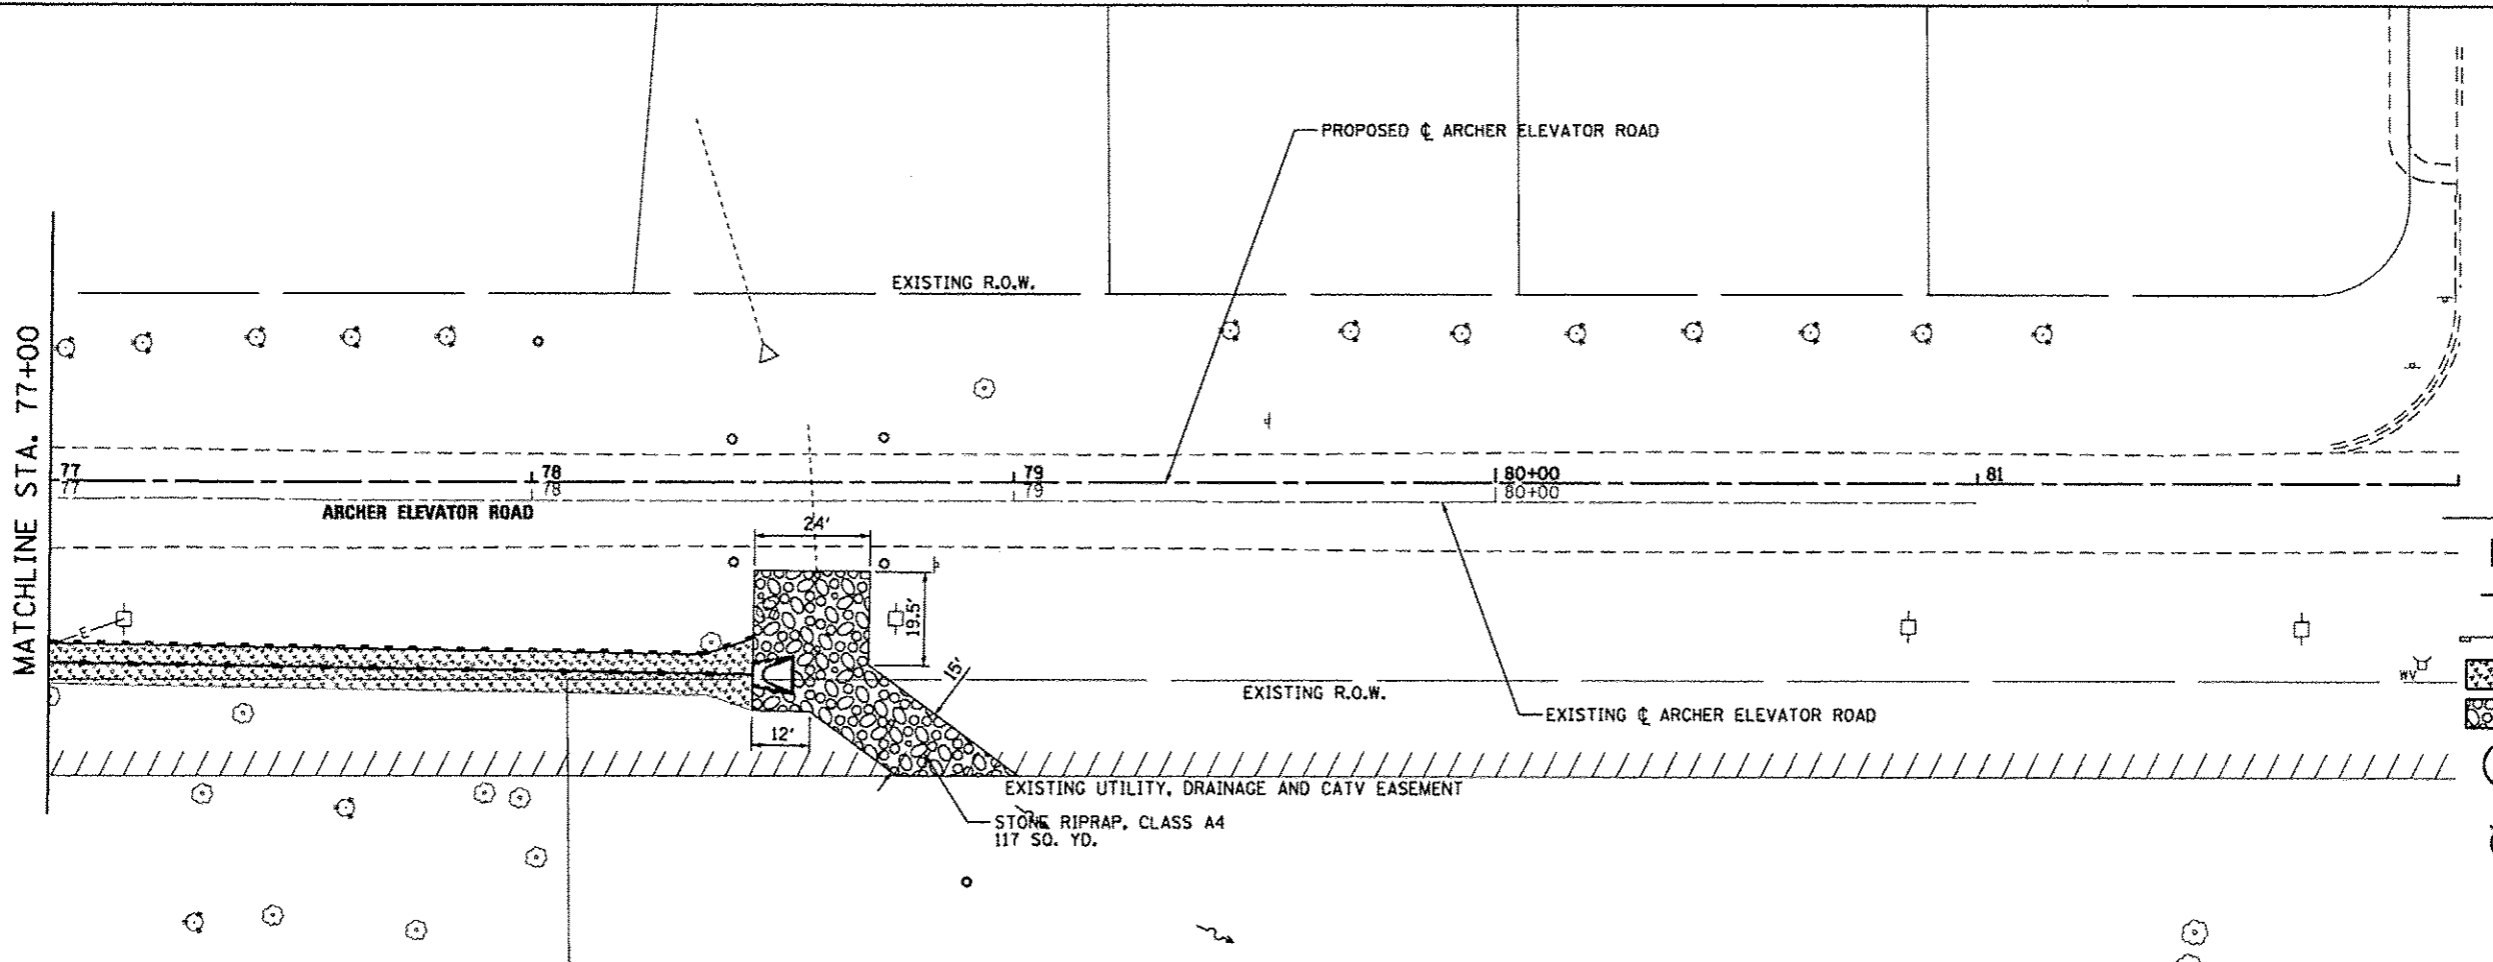 PROPOSED ℄ ARCHER ELEVATOR ROAD
EXISTING R.O.W.
MATCHLINE STA. 77+00
77
78
79
80+00
81
77
78
79
80+00
ARCHER ELEVATOR ROAD
24'
19.5'
E
15'
EXISTING R.O.W.
WV
EXISTING ℄ ARCHER ELEVATOR ROAD
12'
EXISTING UTILITY, DRAINAGE AND CATV EASEMENT
STONE RIPRAP, CLASS A4
117 SQ. YD.